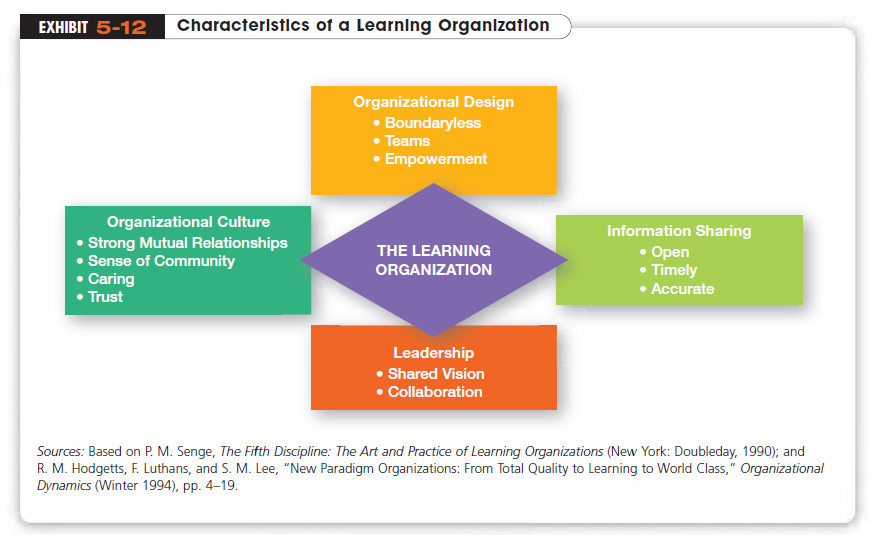 EXHIBIT 5-12 Characteristics of a Learning Organization
Organizational Design
• Boundaryless
• Teams
• Empowerment
Organizational Culture
• Strong Mutual Relationships
• Sense of Community
• Caring
• Trust
THE LEARNING
ORGANIZATION
Information Sharing
• Open
• Timely
• Accurate
Leadership
• Shared Vision
• Collaboration
Sources: Based on P. M. Senge, The Fifth Discipline: The Art and Practice of Learning Organizations (New York: Doubleday, 1990); and
R. M. Hodgetts, F. Luthans, and S. M. Lee, “New Paradigm Organizations: From Total Quality to Learning to World Class,” Organizational
Dynamics (Winter 1994), pp. 4–19.